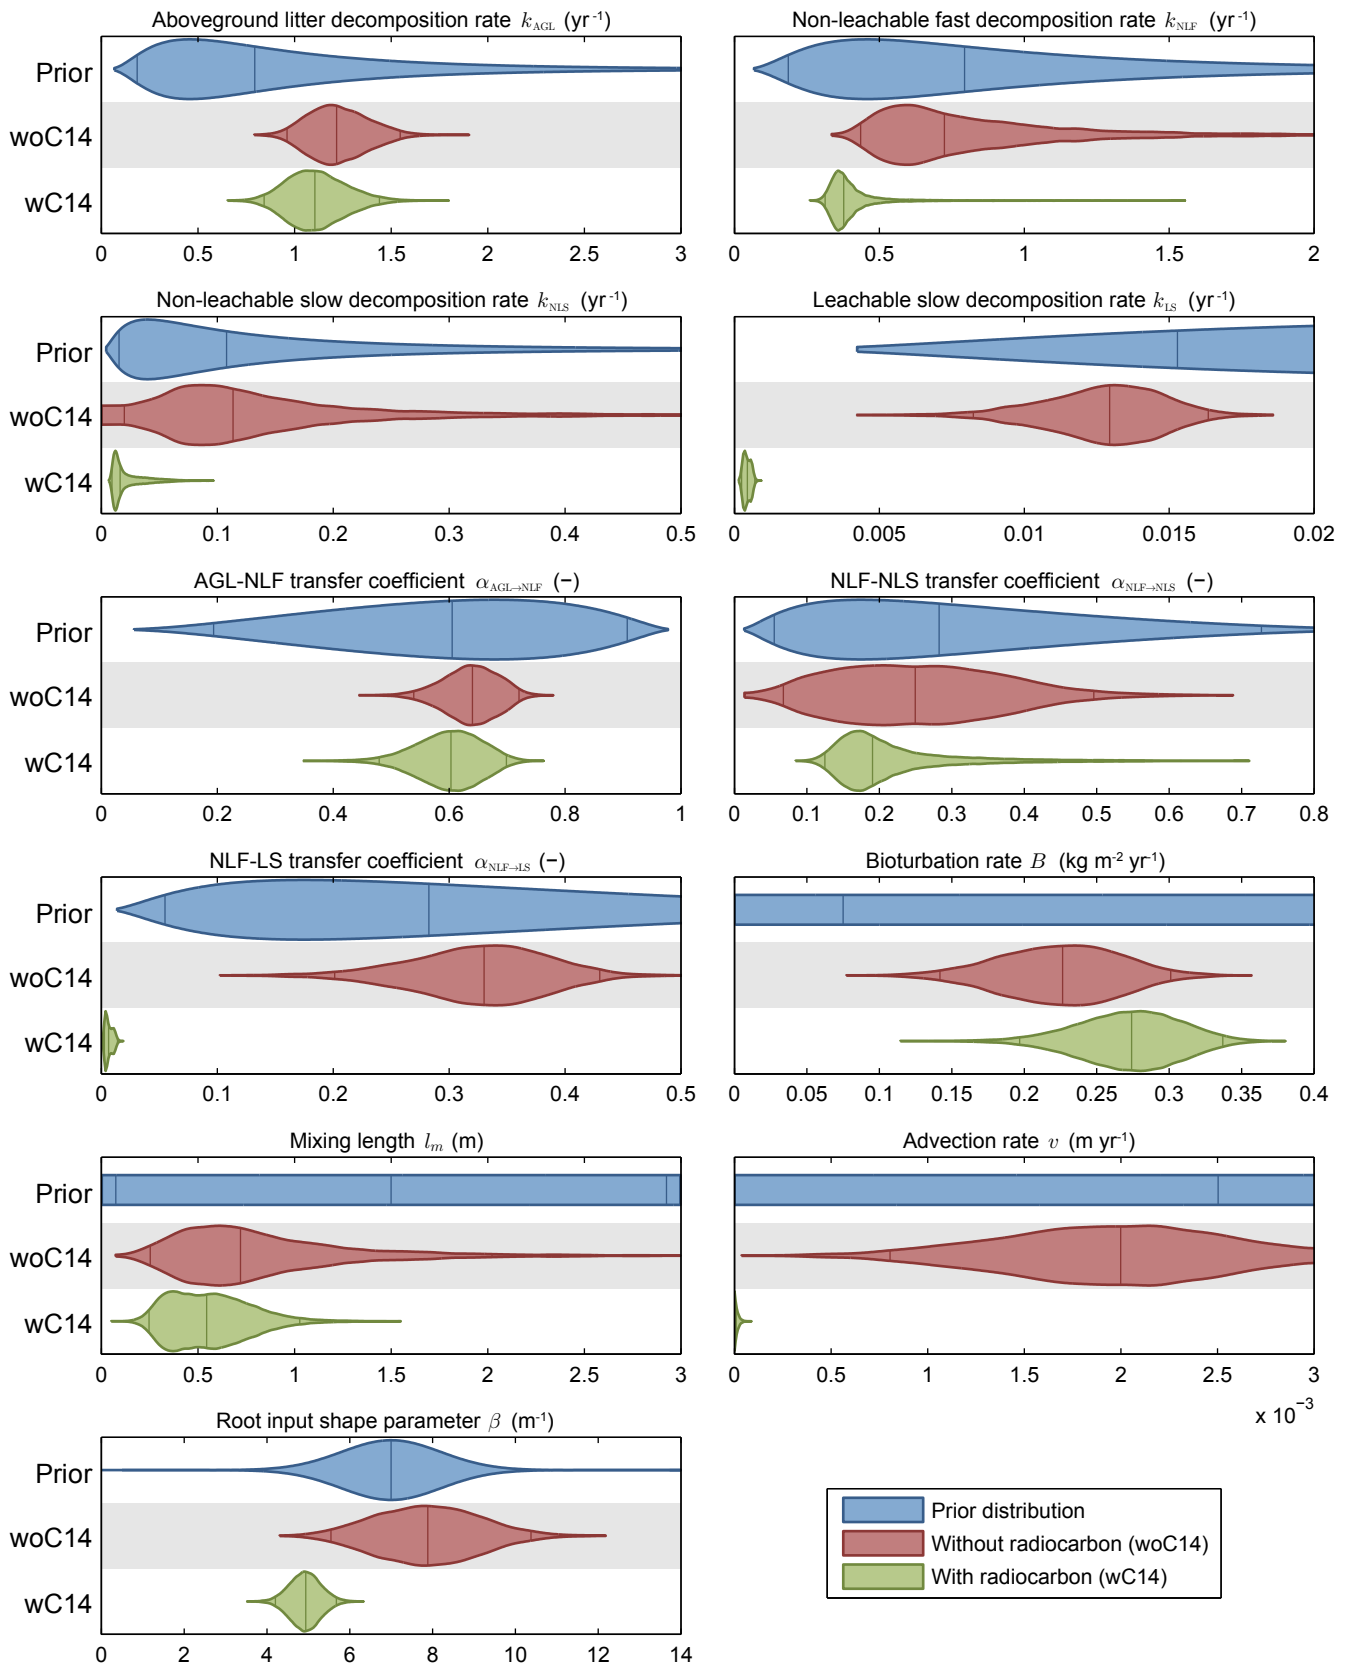 Aboveground litter decomposition rate k_AGL (yr⁻¹)
Prior
woC14
wC14
0 0.5 1 1.5 2 2.5 3
Non-leachable fast decomposition rate k_NLF (yr⁻¹)
0 0.5 1 1.5 2
Non-leachable slow decomposition rate k_NLS (yr⁻¹)
Prior
woC14
wC14
0 0.1 0.2 0.3 0.4 0.5
Leachable slow decomposition rate k_LS (yr⁻¹)
0 0.005 0.01 0.015 0.02
AGL-NLF transfer coefficient α_AGL→NLF (−)
Prior
woC14
wC14
0 0.2 0.4 0.6 0.8 1
NLF-NLS transfer coefficient α_NLF→NLS (−)
0 0.1 0.2 0.3 0.4 0.5 0.6 0.7 0.8
NLF-LS transfer coefficient α_NLF→LS (−)
Prior
woC14
wC14
0 0.1 0.2 0.3 0.4 0.5
Bioturbation rate B (kg m⁻² yr⁻¹)
0 0.05 0.1 0.15 0.2 0.25 0.3 0.35 0.4
Mixing length l_m (m)
Prior
woC14
wC14
0 0.5 1 1.5 2 2.5 3
Advection rate v (m yr⁻¹)
0 0.5 1 1.5 2 2.5 3
x 10⁻³
Root input shape parameter β (m⁻¹)
Prior
woC14
wC14
0 2 4 6 8 10 12 14
Prior distribution
Without radiocarbon (woC14)
With radiocarbon (wC14)